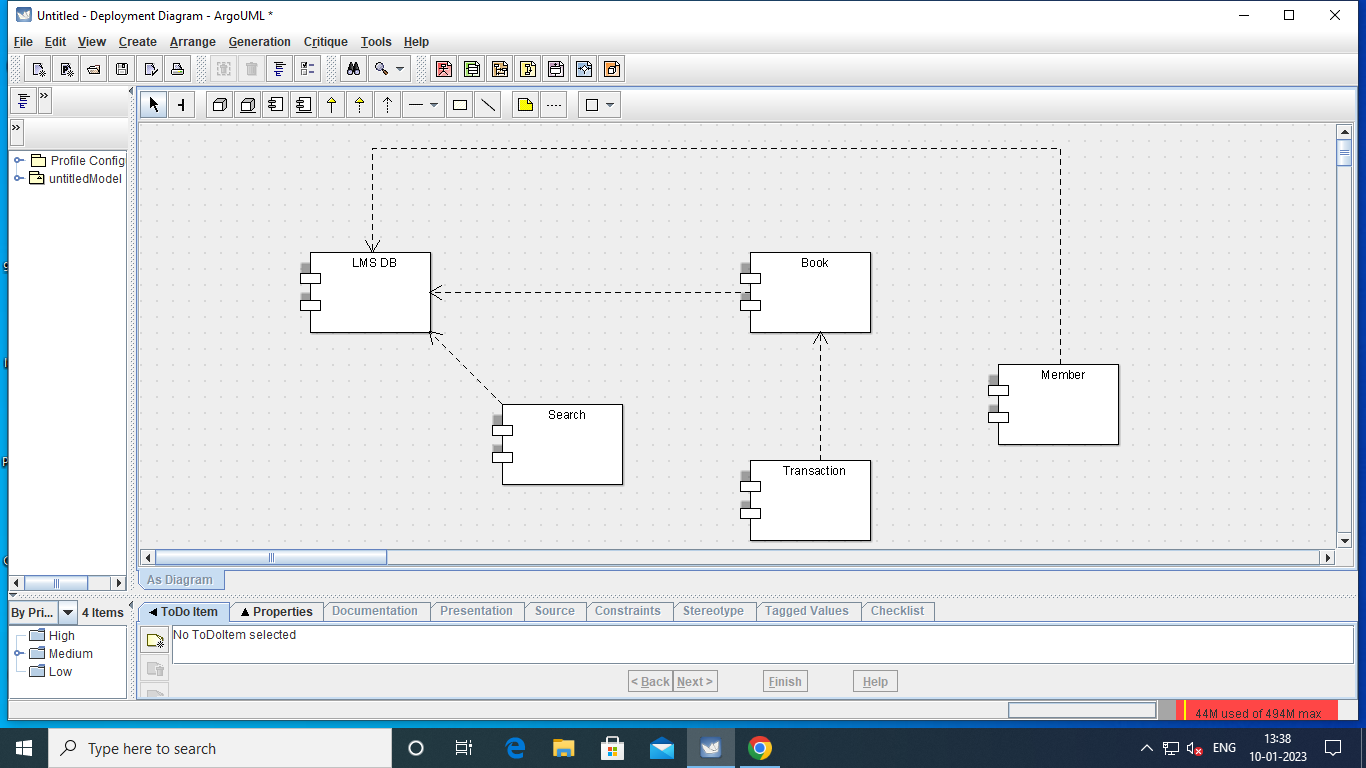 Untitled - Deployment Diagram - ArgoUML *
File Edit View Create Arrange Generation Critique Tools Help
Profile Config
untitledModel
LMS DB
Book
Member
Search
Transaction
As Diagram
By Pri... 4 Items
ToDo Item Properties Documentation Presentation Source Constraints Stereotype Tagged Values Checklist
High
Medium
Low
No ToDoItem selected
< Back Next > Finish Help
44M used of 494M max
Type here to search
ENG
13:38
10-01-2023